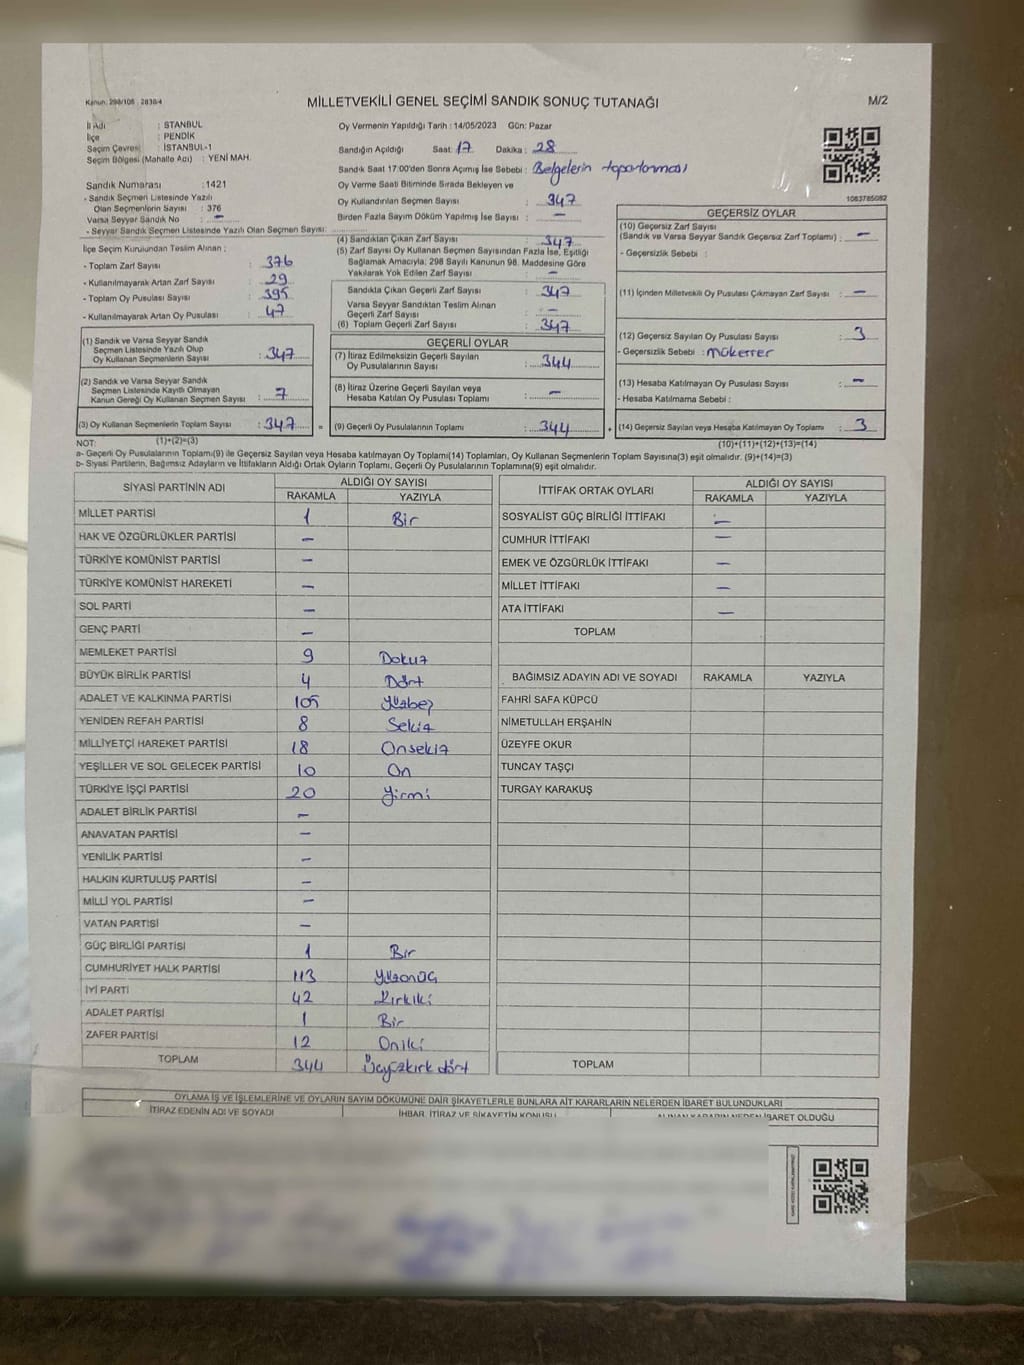 Kanun: 298/106 , 2839/4
MİLLETVEKİLİ GENEL SEÇİMİ SANDIK SONUÇ TUTANAĞI
M/2
İl Adı : İSTANBUL
İlçe : PENDİK
Seçim Çevresi : İSTANBUL-1
Seçim Bölgesi (Mahalle Adı) : YENİ MAH.
Sandık Numarası :1421
- Sandık Seçmen Listesinde Yazılı
Olan Seçmenlerin Sayısı : 376
Varsa Seyyar Sandık No : –
- Seyyar Sandık Seçmen Listesinde Yazılı Olan Seçmen Sayısı:
İlçe Seçim Kurulundan Teslim Alınan ;
- Toplam Zarf Sayısı : 376
- Kullanılmayarak Artan Zarf Sayısı : 29
- Toplam Oy Pusulası Sayısı : 395
- Kullanılmayarak Artan Oy Pusulası : 47
(1) Sandık ve Varsa Seyyar Sandık
Seçmen Listesinde Yazılı Olup
Oy Kullanan Seçmenlerin Sayısı : 347
(2) Sandık ve Varsa Seyyar Sandık
Seçmen Listesinde Kayıtlı Olmayan
Kanun Gereği Oy Kullanan Seçmen Sayısı : 7
(3) Oy Kullanan Seçmenlerin Toplam Sayısı : 347 =
Oy Vermenin Yapıldığı Tarih : 14/05/2023 Gün: Pazar
Sandığın Açıldığı Saat: 17 Dakika : 28
Sandık Saat 17:00'den Sonra Açılmış İse Sebebi : Belgelerin toparlanması
Oy Verme Saati Bitiminde Sırada Bekleyen ve
Oy Kullandırılan Seçmen Sayısı : 347
Birden Fazla Sayım Döküm Yapılmış İse Sayısı : –
(4) Sandıktan Çıkan Zarf Sayısı : 347
(5) Zarf Sayısı Oy Kullanan Seçmen Sayısından Fazla İse, Eşitliği
Sağlamak Amacıyla; 298 Sayılı Kanunun 98. Maddesine Göre
Yakılarak Yok Edilen Zarf Sayısı : –
Sandıkta Çıkan Geçerli Zarf Sayısı : 347
Varsa Seyyar Sandıktan Teslim Alınan
Geçerli Zarf Sayısı : –
(6) Toplam Geçerli Zarf Sayısı : 347
GEÇERLİ OYLAR
(7) İtiraz Edilmeksizin Geçerli Sayılan
Oy Pusulalarının Sayısı : 344
(8) İtiraz Üzerine Geçerli Sayılan veya
Hesaba Katılan Oy Pusulası Toplamı : –
(9) Geçerli Oy Pusulalarının Toplamı : 344 +
1083785082
GEÇERSİZ OYLAR
(10) Geçersiz Zarf Sayısı
(Sandık ve Varsa Seyyar Sandık Geçersiz Zarf Toplamı) : –
- Geçersizlik Sebebi :
(11) İçinden Milletvekili Oy Pusulası Çıkmayan Zarf Sayısı : –
(12) Geçersiz Sayılan Oy Pusulası Sayısı : 3
- Geçersizlik Sebebi : mükerrer
(13) Hesaba Katılmayan Oy Pusulası Sayısı : –
- Hesaba Katılmama Sebebi :
(14) Geçersiz Sayılan veya Hesaba Katılmayan Oy Toplamı : 3
NOT: (1)+(2)=(3) (10)+(11)+(12)+(13)=(14)
a- Geçerli Oy Pusulalarının Toplamı(9) ile Geçersiz Sayılan veya Hesaba Katılmayan Oy Toplamı(14) Toplamları, Oy Kullanan Seçmenlerin Toplam Sayısına(3) eşit olmalıdır. (9)+(14)=(3)
b- Siyasi Partilerin, Bağımsız Adayların ve İttifakların Aldığı Ortak Oyların Toplamı, Geçerli Oy Pusulalarının Toplamına(9) eşit olmalıdır.
SİYASİ PARTİNİN ADI ALDIĞI OY SAYISI
RAKAMLA YAZIYLA
MİLLET PARTİSİ 1 Bir
HAK VE ÖZGÜRLÜKLER PARTİSİ –
TÜRKİYE KOMÜNİST PARTİSİ –
TÜRKİYE KOMÜNİST HAREKETİ –
SOL PARTİ –
GENÇ PARTİ –
MEMLEKET PARTİSİ 9 Dokuz
BÜYÜK BİRLİK PARTİSİ 4 Dört
ADALET VE KALKINMA PARTİSİ 105 Yüzbeş
YENİDEN REFAH PARTİSİ 8 Sekiz
MİLLİYETÇİ HAREKET PARTİSİ 18 Onsekiz
YEŞİLLER VE SOL GELECEK PARTİSİ 10 On
TÜRKİYE İŞÇİ PARTİSİ 20 Yirmi
ADALET BİRLİK PARTİSİ –
ANAVATAN PARTİSİ –
YENİLİK PARTİSİ –
HALKIN KURTULUŞ PARTİSİ –
MİLLİ YOL PARTİSİ –
VATAN PARTİSİ –
GÜÇ BİRLİĞİ PARTİSİ 1 Bir
CUMHURİYET HALK PARTİSİ 113 Yüzonüç
İYİ PARTİ 42 Kırkiki
ADALET PARTİSİ 1 Bir
ZAFER PARTİSİ 12 Oniki
TOPLAM 344 Üçyüzkırk dört
İTTİFAK ORTAK OYLARI ALDIĞI OY SAYISI
RAKAMLA YAZIYLA
SOSYALİST GÜÇ BİRLİĞİ İTTİFAKI –
CUMHUR İTTİFAKI –
EMEK VE ÖZGÜRLÜK İTTİFAKI –
MİLLET İTTİFAKI –
ATA İTTİFAKI –
TOPLAM
BAĞIMSIZ ADAYIN ADI VE SOYADI RAKAMLA YAZIYLA
FAHRİ SAFA KÜPCÜ
NİMETULLAH ERŞAHİN
ÜZEYFE OKUR
TUNCAY TAŞÇI
TURGAY KARAKUŞ
TOPLAM
OYLAMA İŞ VE İŞLEMLERİNE VE OYLARIN SAYIM DÖKÜMÜNE DAİR ŞİKAYETLERLE BUNLARA AİT KARARLARIN NELERDEN İBARET BULUNDUKLARI
İTİRAZ EDENİN ADI VE SOYADI İHBAR, İTİRAZ VE ŞİKAYETİN KONUSU ALINAN KARARIN NEDEN İBARET OLDUĞU